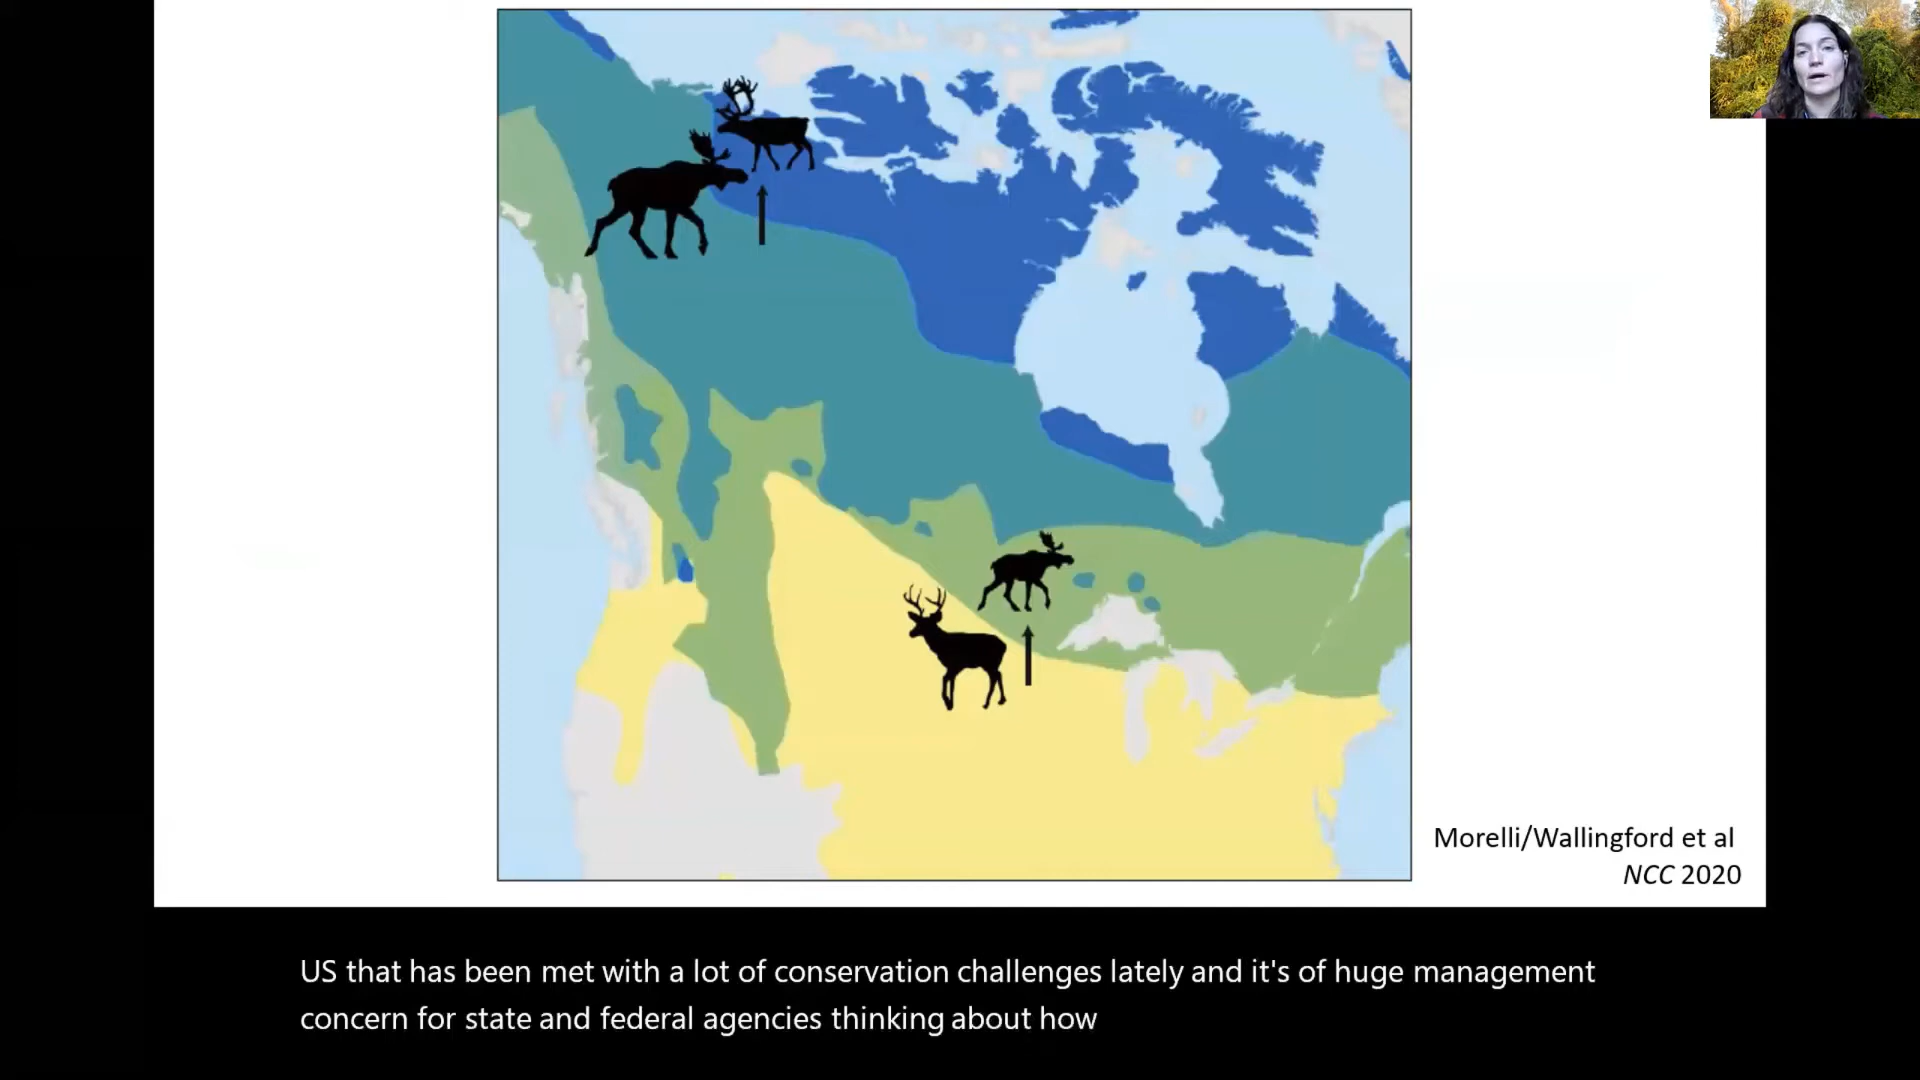 Morelli/Wallingford et al
NCC 2020
US that has been met with a lot of conservation challenges lately and it's of huge management
concern for state and federal agencies thinking about how